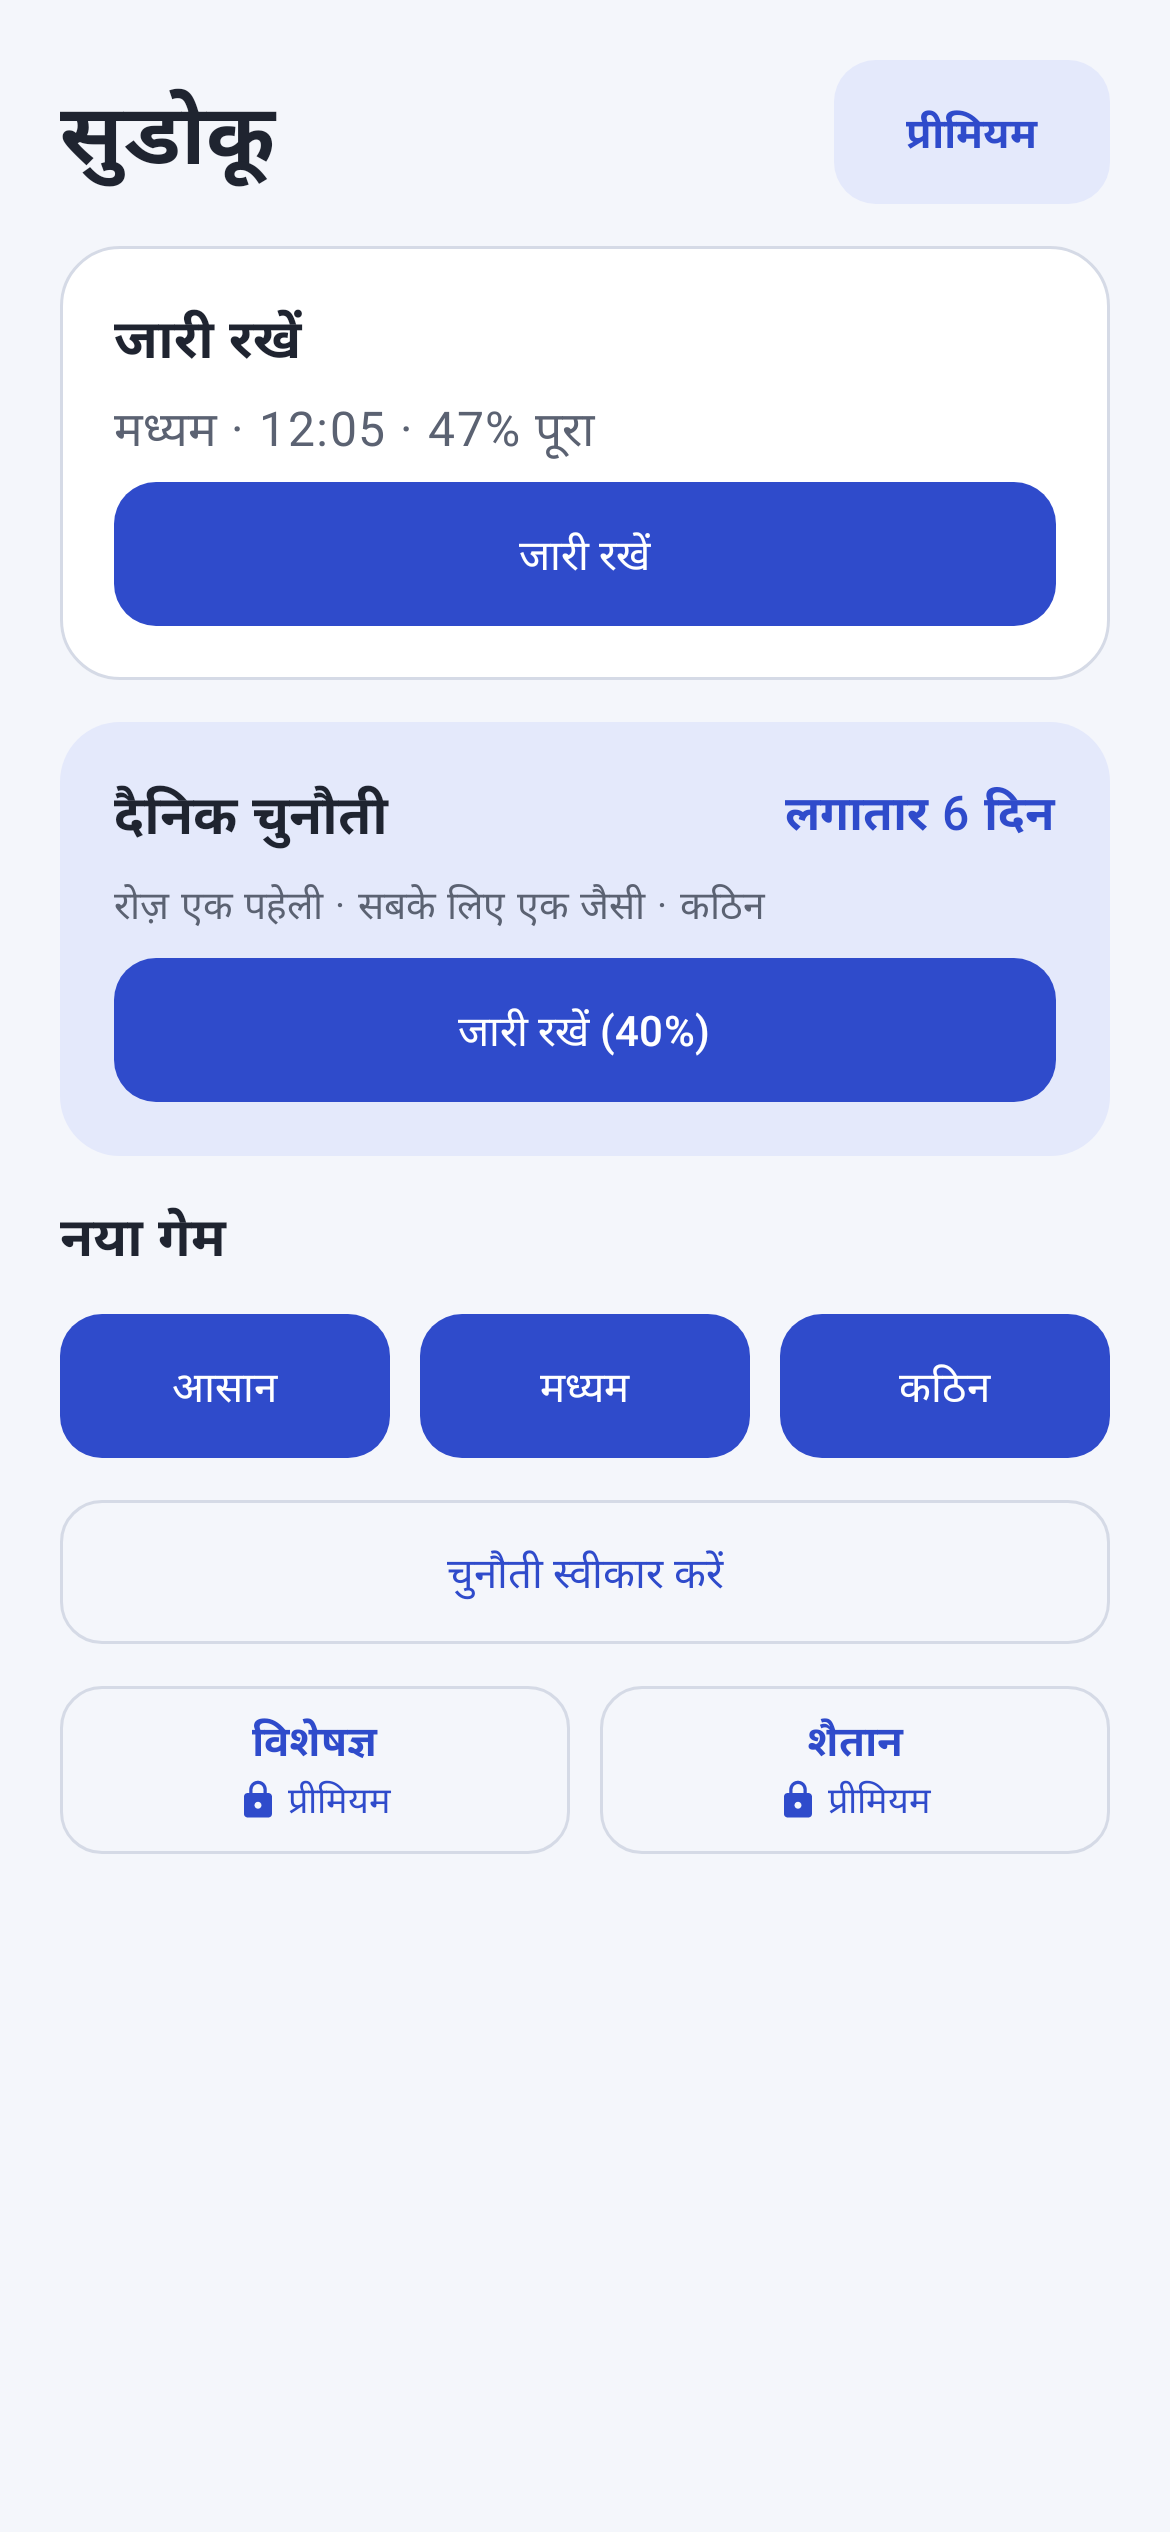 सुडोकू
प्रीमियम
जारी रखें
मध्यम · 12:05 · 47% पूरा
जारी रखें
दैनिक चुनौती
लगातार 6 दिन
रोज़ एक पहेली · सबके लिए एक जैसी · कठिन
जारी रखें (40%)
नया गेम
आसान
मध्यम
कठिन
चुनौती स्वीकार करें
विशेषज्ञ
प्रीमियम
शैतान
प्रीमियम